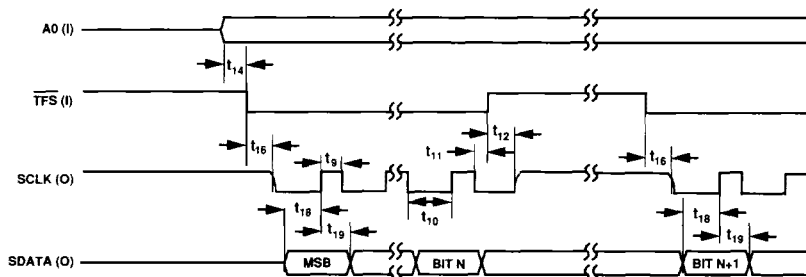 A0 (I)
t14
TFS (I)
t16
t9
t11
t12
t16
SCLK (O)
t18
t10
t18
t19
t19
SDATA (O)
MSB
BIT N
BIT N+1